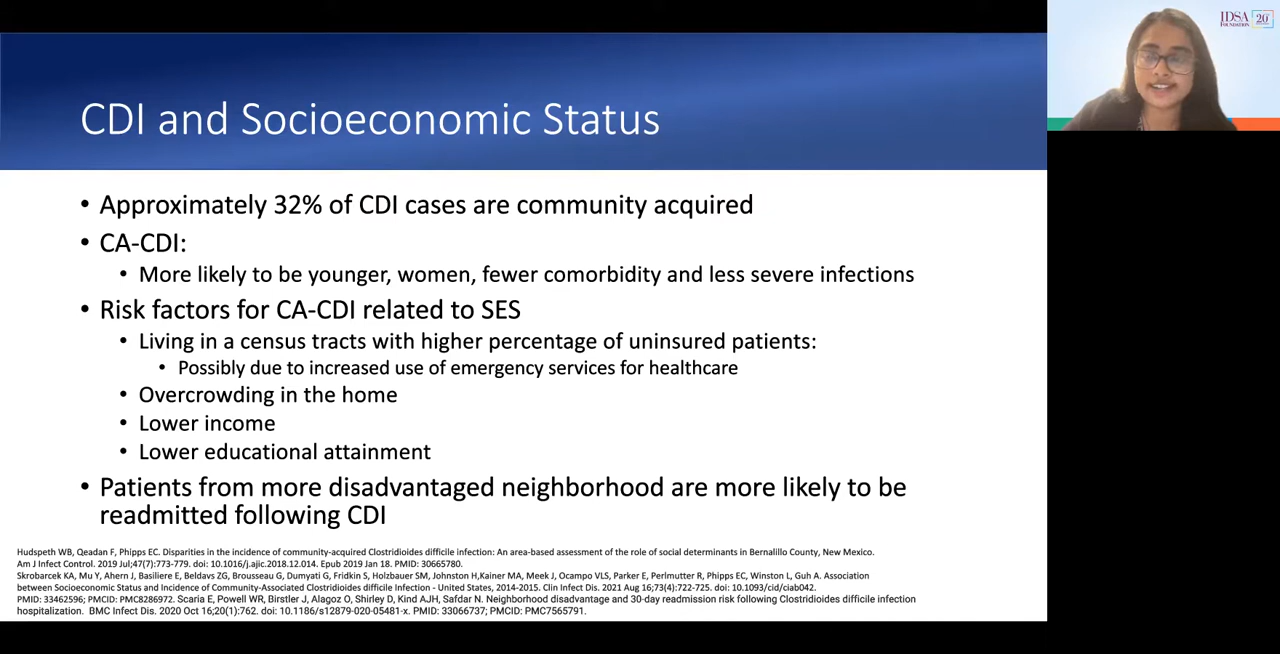 CDI and Socioeconomic Status
• Approximately 32% of CDI cases are community acquired
• CA-CDI:
• More likely to be younger, women, fewer comorbidity and less severe infections
• Risk factors for CA-CDI related to SES
• Living in a census tracts with higher percentage of uninsured patients:
• Possibly due to increased use of emergency services for healthcare
• Overcrowding in the home
• Lower income
• Lower educational attainment
• Patients from more disadvantaged neighborhood are more likely to be
readmitted following CDI
Hudspeth WB, Qeadan F, Phipps EC. Disparities in the incidence of community-acquired Clostridioides difficile infection: An area-based assessment of the role of social determinants in Bernalillo County, New Mexico.
Am J Infect Control. 2019 Jul;47(7):773-779. doi: 10.1016/j.ajic.2018.12.014. Epub 2019 Jan 18. PMID: 30665780.
Skrobarcek KA, Mu Y, Ahern J, Basiliere E, Beldavs ZG, Brousseau G, Dumyati G, Fridkin S, Holzbauer SM, Johnston H,Kainer MA, Meek J, Ocampo VLS, Parker E, Perlmutter R, Phipps EC, Winston L, Guh A. Association
between Socioeconomic Status and Incidence of Community-Associated Clostridioides difficile Infection - United States, 2014-2015. Clin Infect Dis. 2021 Aug 16;73(4):722-725. doi: 10.1093/cid/ciab042.
PMID: 33462596; PMCID: PMC8286972. Scaria E, Powell WR, Birstler J, Alagoz O, Shirley D, Kind AJH, Safdar N. Neighborhood disadvantage and 30-day readmission risk following Clostridioides difficile infection
hospitalization. BMC Infect Dis. 2020 Oct 16;20(1):762. doi: 10.1186/s12879-020-05481-x. PMID: 33066737; PMCID: PMC7565791.
IDSA
FOUNDATION
20